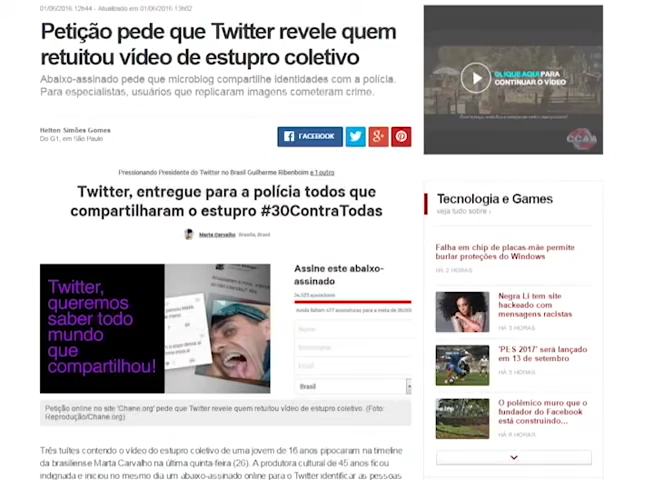 01/06/2016 12h44 - Atualizado em 01/06/2016 13h02
Petição pede que Twitter revele quem
retuitou vídeo de estupro coletivo
Abaixo-assinado pede que microblog compartilhe identidades com a polícia.
Para especialistas, usuários que replicaram imagens cometeram crime.
Helton Simões Gomes
Do G1, em São Paulo
FACEBOOK
CLIQUE AQUI PARA
CONTINUAR O VÍDEO
Pressionando Presidente do Twitter no Brasil Guilherme Ribenboim e 1 outro
Twitter, entregue para a polícia todos que
compartilharam o estupro #30ContraTodas
Marta Carvalho Brasília, Brasil
Twitter,
queremos
saber todo
mundo
que
compartilhou!
Assine este abaixo-
assinado
Nome
Sobrenome
Email
Brasil
Petição online no site 'Chane.org' pede que Twitter revele quem retuitou vídeo de estupro coletivo. (Foto:
Reprodução/Chane.org)
Três tuítes contendo o vídeo do estupro coletivo de uma jovem de 16 anos pipocaram na timeline
da brasiliense Marta Carvalho na última quinta-feira (26). A produtora cultural de 45 anos ficou
indignada e iniciou no mesmo dia um abaixo-assinado online para o Twitter identificar as pessoas
Tecnologia e Games
veja tudo sobre ›
Falha em chip de placas-mãe permite
burlar proteções do Windows
HÁ 2 HORAS
Negra Li tem site
hackeado com
mensagens racistas
HÁ 3 HORAS
'PES 2017' será lançado
em 13 de setembro
HÁ 5 HORAS
O polêmico muro que o
fundador do Facebook
está construindo...
HÁ 6 HORAS